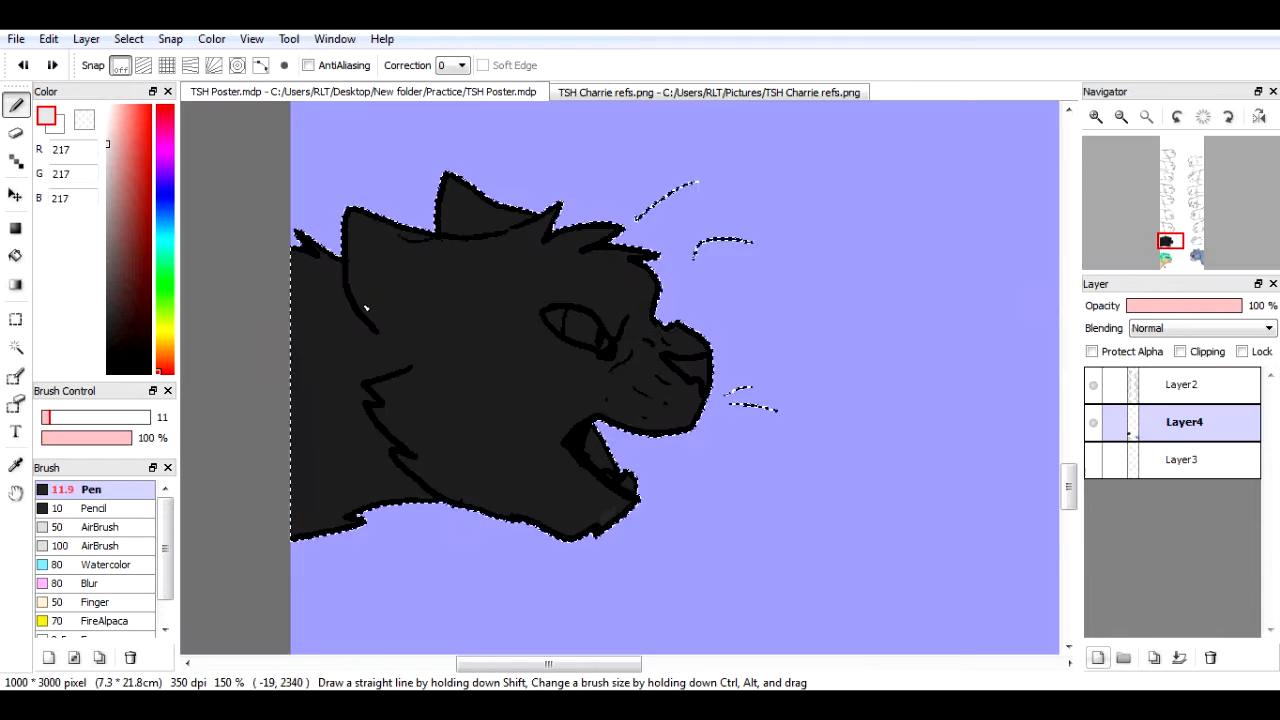 File Edit Layer Select Snap Color View Tool Window Help
Snap off AntiAliasing Correction 0 Soft Edge
Color
TSH Poster.mdp - C:/Users/RLT/Desktop/New folder/Practice/TSH Poster.mdp
TSH Charrie refs.png - C:/Users/RLT/Pictures/TSH Charrie refs.png
Navigator
R 217
G 217
B 198
Layer
Opacity 100 %
Blending Normal
Protect Alpha Clipping Lock
Layer2
Layer4
Layer3
Brush Control
11
100 %
Brush
11.9 Pen
10 Pencil
50 AirBrush
100 AirBrush
80 Watercolor
80 Blur
50 Finger
70 FireAlpaca
1000 * 3000 pixel (7.3 * 21.8cm) 350 dpi 150 % ( -19, 2340 ) Draw a straight line by holding down Shift, Change a brush size by holding down Ctrl, Alt, and drag